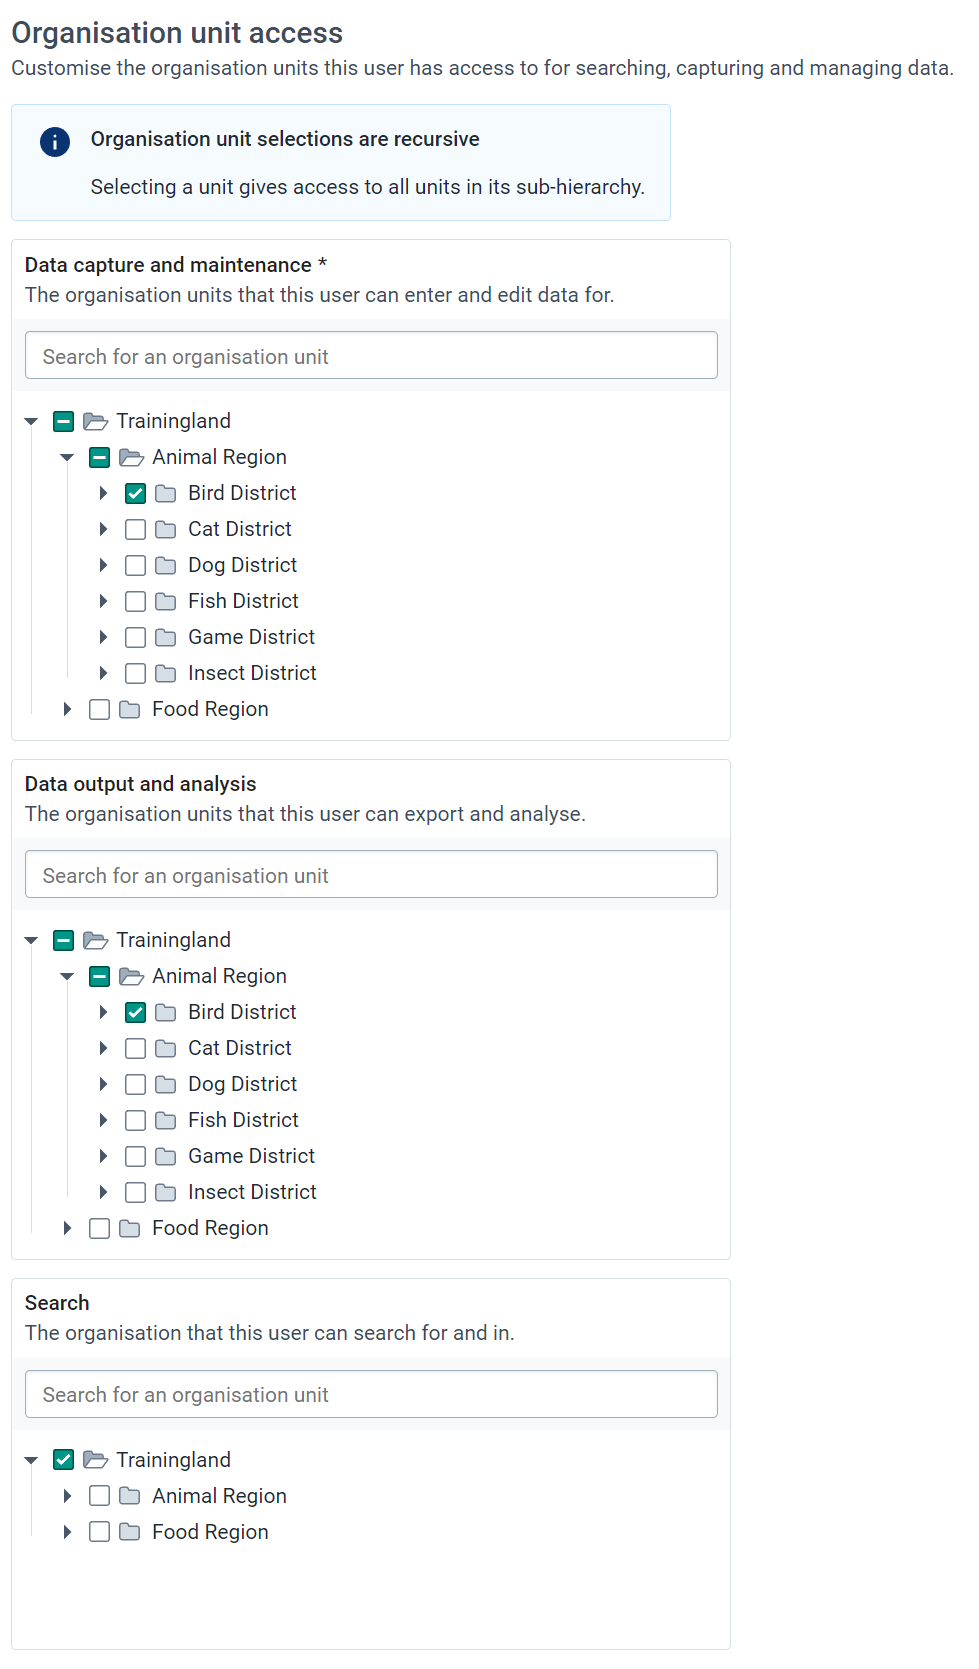 Organisation unit access
Customise the organisation units this user has access to for searching, capturing and managing data.
Organisation unit selections are recursive
Selecting a unit gives access to all units in its sub-hierarchy.
Data capture and maintenance *
The organisation units that this user can enter and edit data for.
Search for an organisation unit
Trainingland
Animal Region
Bird District
Cat District
Dog District
Fish District
Game District
Insect District
Food Region
Data output and analysis
The organisation units that this user can export and analyse.
Search for an organisation unit
Trainingland
Animal Region
Bird District
Cat District
Dog District
Fish District
Game District
Insect District
Food Region
Search
The organisation that this user can search for and in.
Search for an organisation unit
Trainingland
Animal Region
Food Region